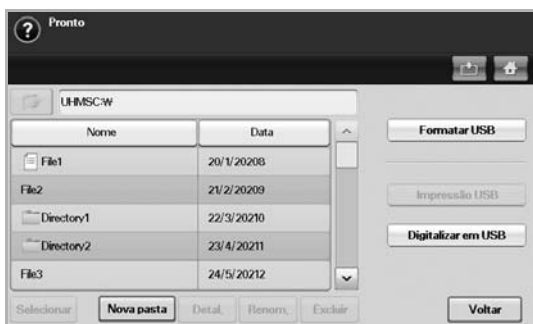 Pronto
UHMSC:\\
Nome Data
Formatar USB
File1 20/1/20208
File2 21/2/20209
Impressão USB
Directory1 22/3/20210
Digitalizar em USB
Directory2 23/4/20211
File3 24/5/20212
Selecionar Nova pasta Detal. Renom. Excluir Voltar